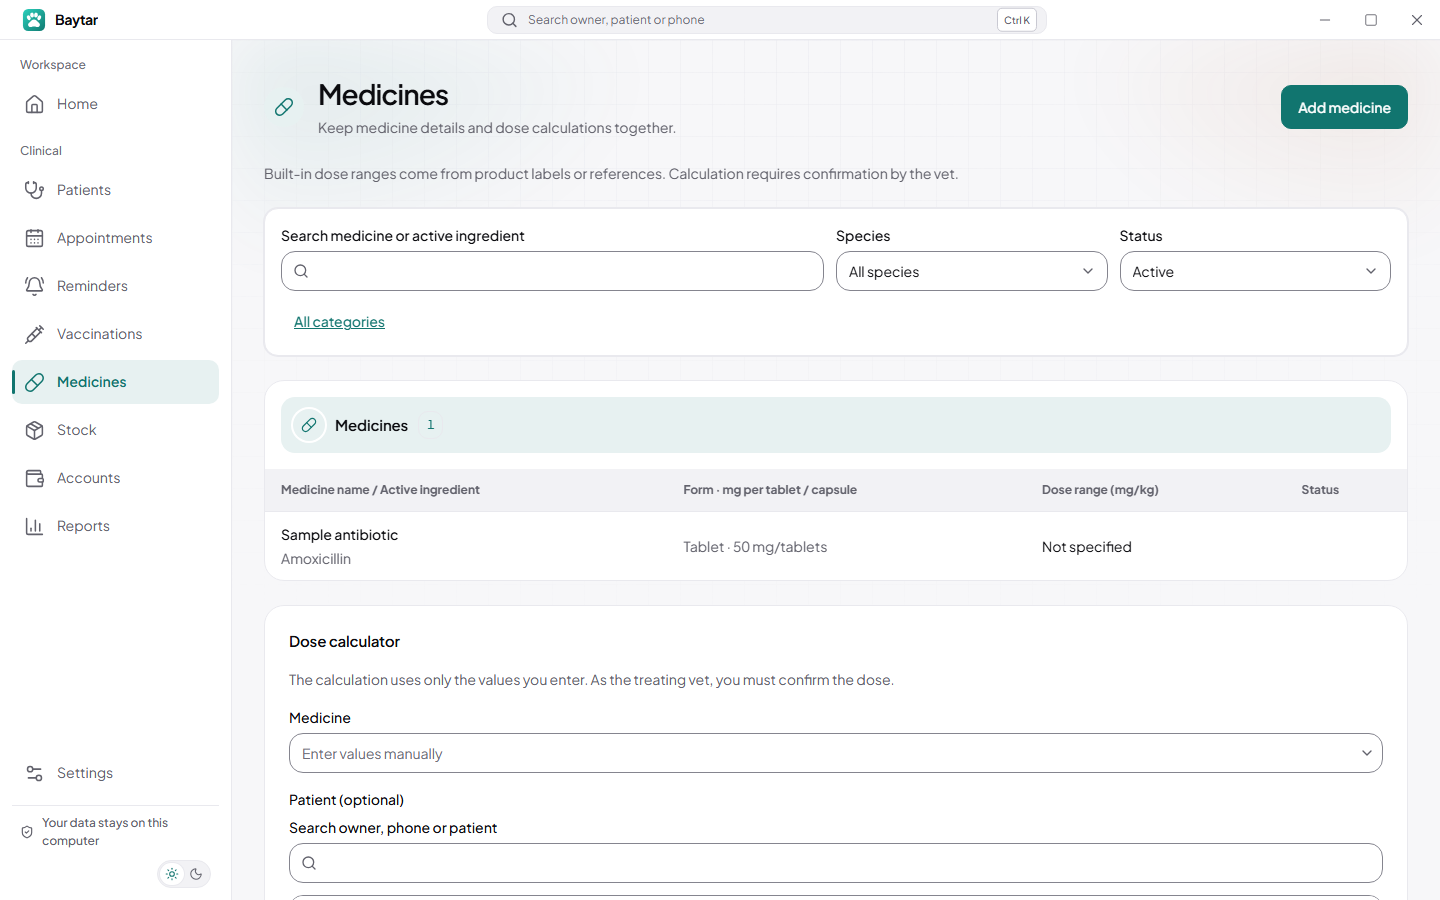 Baytar
Search owner, patient or phone
Ctrl K
Workspace
Home
Clinical
Patients
Appointments
Reminders
Vaccinations
Medicines
Stock
Accounts
Reports
Settings
Your data stays on this
computer
Medicines
Keep medicine details and dose calculations together.
Add medicine
Built-in dose ranges come from product labels or references. Calculation requires confirmation by the vet.
Search medicine or active ingredient
Species
Status
All species
Active
All categories
Medicines 1
Medicine name / Active ingredient
Form · mg per tablet / capsule
Dose range (mg/kg)
Status
Sample antibiotic
Amoxicillin
Tablet · 50 mg/tablets
Not specified
Dose calculator
The calculation uses only the values you enter. As the treating vet, you must confirm the dose.
Medicine
Enter values manually
Patient (optional)
Search owner, phone or patient